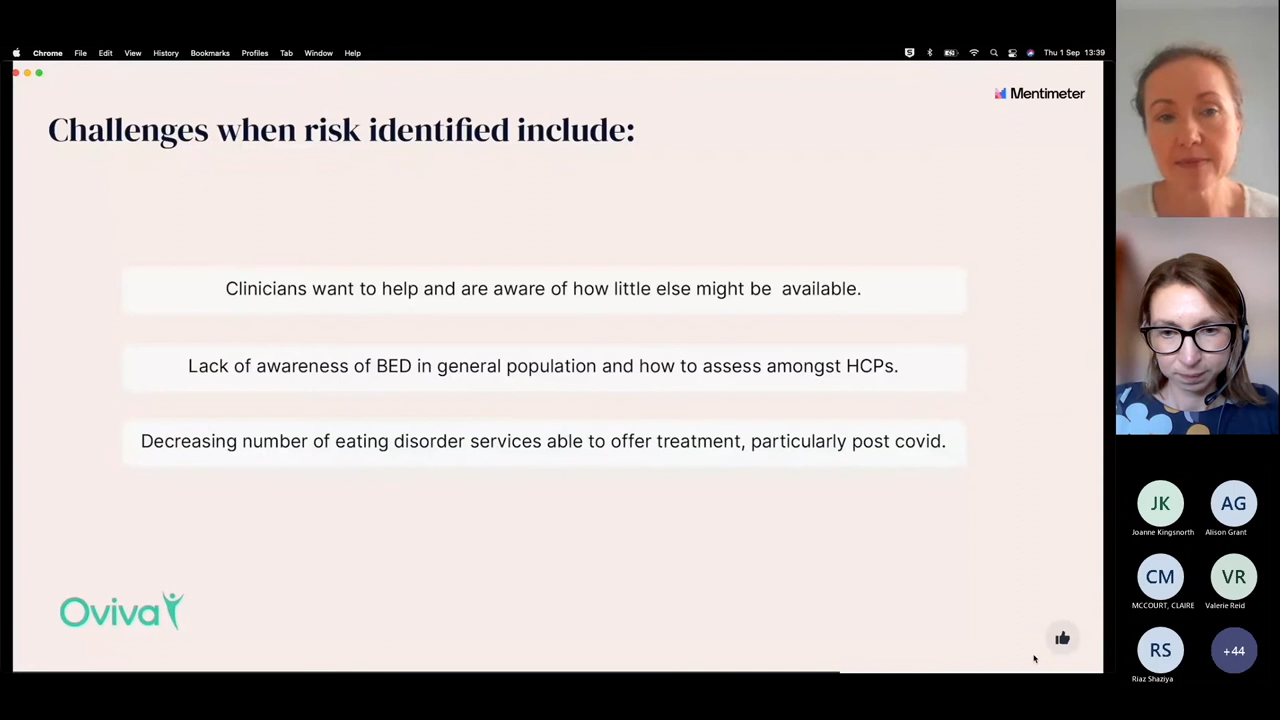 Chrome File Edit View History Bookmarks Profiles Tab Window Help Thu 1 Sep 13:39
Mentimeter
Challenges when risk identified include:
Clinicians want to help and are aware of how little else might be available.
Lack of awareness of BED in general population and how to assess amongst HCPs.
Decreasing number of eating disorder services able to offer treatment, particularly post covid.
Oviva
JK AG
Joanne Kingsnorth Alison Grant
CM VR
MCCOURT, CLAIRE Valerie Reid
RS +44
Riaz Shaziya